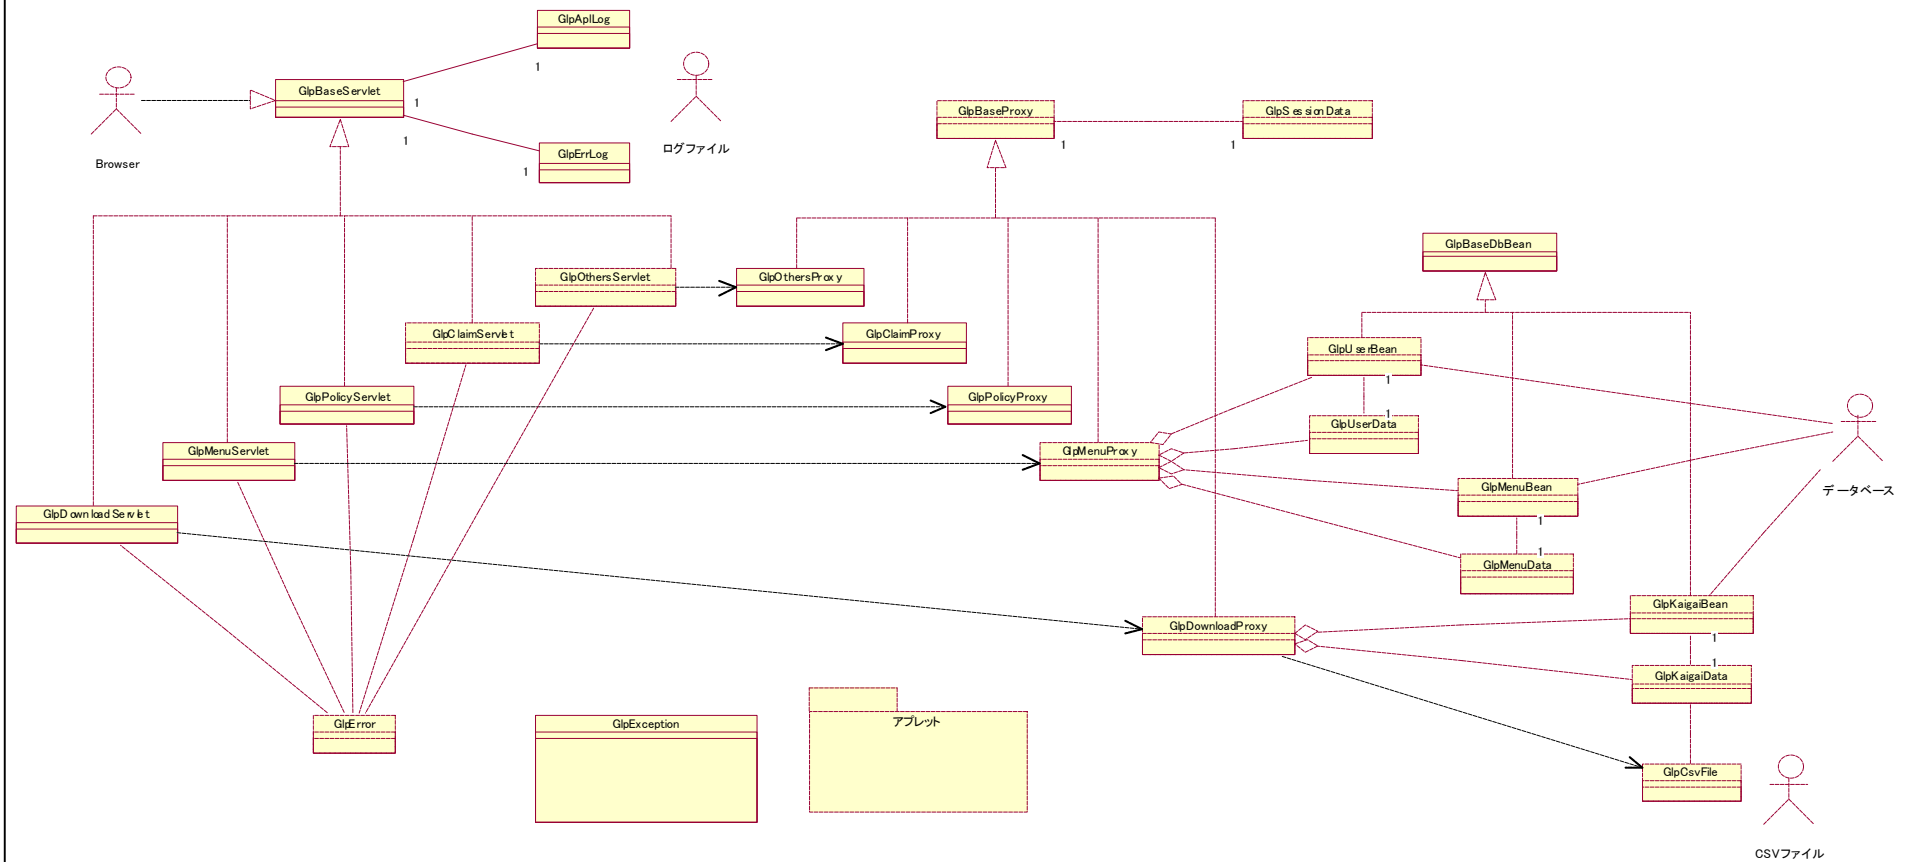 GlpAplLog
1
GlpBaseServlet
1
1
GlpErrLog
1
Browser
ログファイル
GlpBaseProxy
1
GlpSessionData
1
GlpBaseDbBean
GlpOthersServlet
GlpOthersProxy
GlpClaimServlet
GlpClaimProxy
GlpUserBean
1
GlpPolicyServlet
GlpPolicyProxy
1
GlpUserData
GlpMenuServlet
GlpMenuProxy
GlpMenuBean
1
データベース
GlpDownloadServlet
1
GlpMenuData
GlpKaigaiBean
1
GlpDownloadProxy
1
GlpKaigaiData
GlpError
GlpException
アプレット
GlpCsvFile
CSVファイル